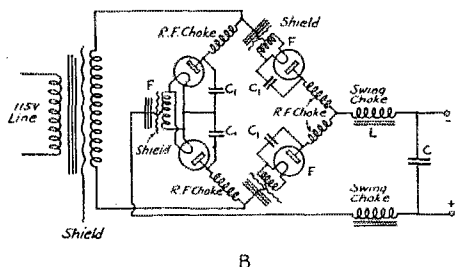 R.F. Choke
Shield
F
C₁
115V
Line
F
C₁
C₁
Shield
R.F. Choke
Swing
Choke
L
C
-
C₁
F
R.F. Choke
Swing
Choke
+
Shield
B